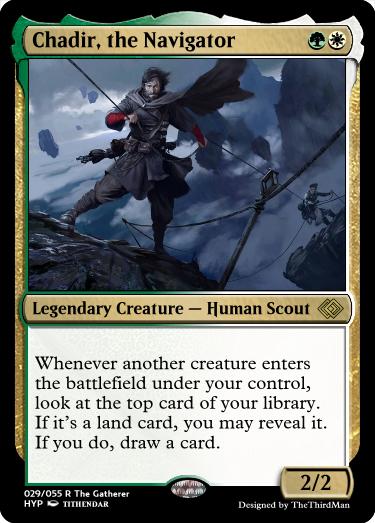 Chadir, the Navigator
Legendary Creature — Human Scout
Whenever another creature enters
the battlefield under your control,
look at the top card of your library.
If it's a land card, you may reveal it.
If you do, draw a card.
2/2
029/055 R The Gatherer
HYP TITHENDAR
Designed by TheThirdMan